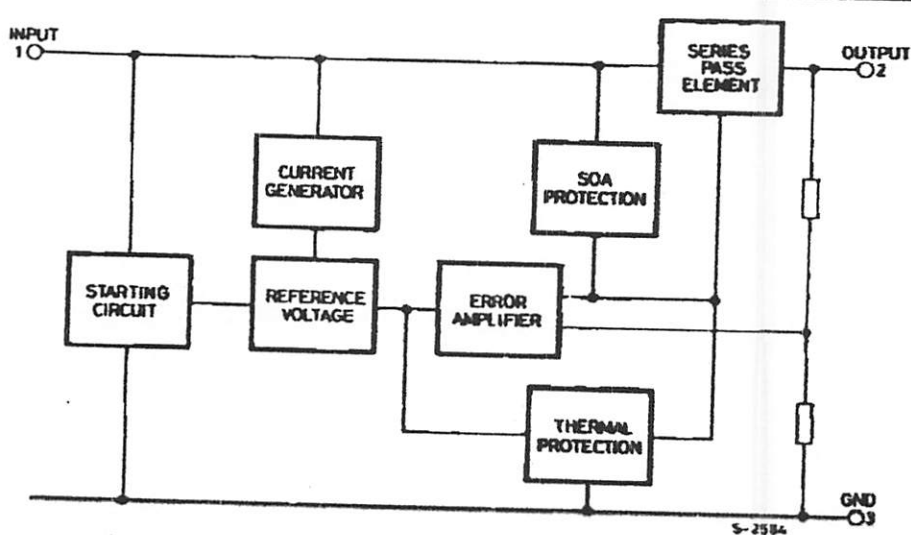 INPUT
1
SERIES
PASS
ELEMENT
OUTPUT
2
CURRENT
GENERATOR
SOA
PROTECTION
STARTING
CIRCUIT
REFERENCE
VOLTAGE
ERROR
AMPLIFIER
THERMAL
PROTECTION
GND
3
S-2584